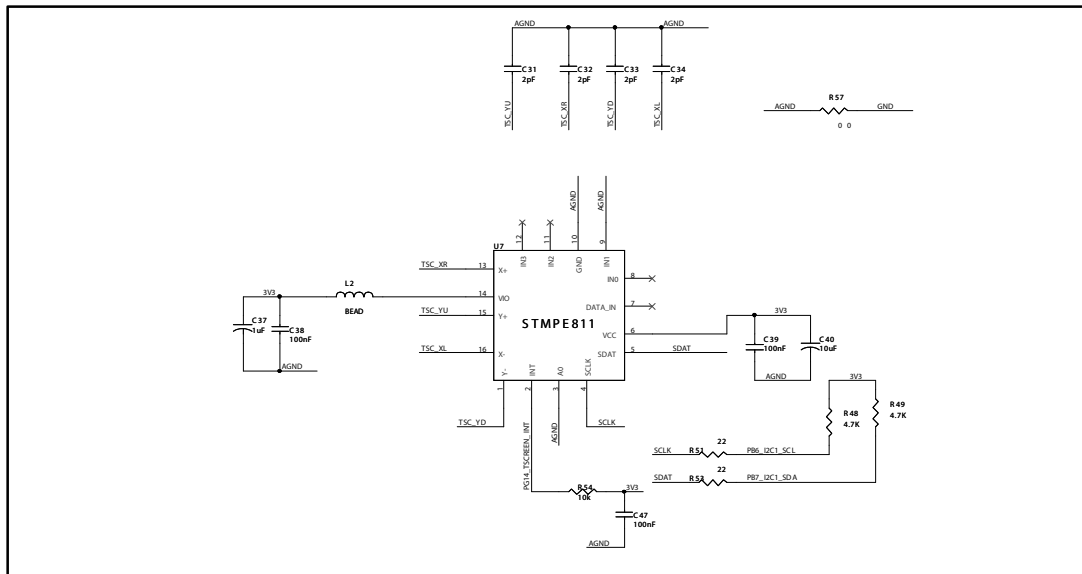 AGND AGND
C31 C32 C33 C34
2pF 2pF 2pF 2pF
TSC_YU TSC_XR TSC_YD TSC_XL
R57
AGND GND
0 0
AGND AGND
U7
12 11 10 9
IN3 IN2 GND IN1
TSC_XR 13 X+
IN0 8
L2
3V3 14 VIO
BEAD
DATA_IN 7
TSC_YU 15 Y+
STMPE811
VCC 6 3V3
C37
1uF
C38
100nF
AGND
TSC_XL 16 X-
SDAT 5 SDAT
C39
100nF
C40
10uF
AGND
Y- INT A0 SCLK
1 2 3 4
TSC_YD
PG14_TSCREEN_INT
AGND
SCLK
3V3
R48
4.7K
R49
4.7K
22
SCLK R51 PB6_I2C1_SCL
22
SDAT R53 PB7_I2C1_SDA
R54
10k
3V3
C47
100nF
AGND